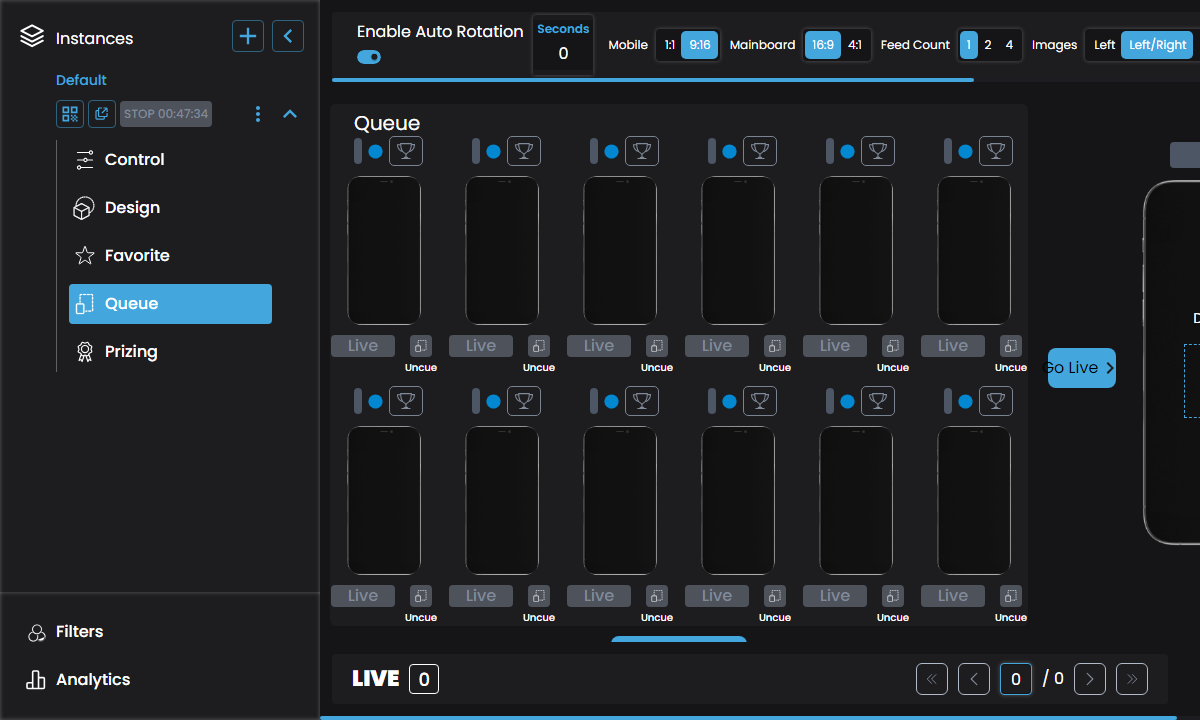 Instances
Default
STOP 00:47:34
Control
Design
Favorite
Queue
Prizing
Filters
Analytics
Enable Auto Rotation
Seconds
0
Mobile 1:1 9:16 Mainboard 16:9 4:1 Feed Count 1 2 4 Images Left Left/Right
Queue
Live Live Live Live Live Live
Uncue Uncue Uncue Uncue Uncue Uncue
Live Live Live Live Live Live
Uncue Uncue Uncue Uncue Uncue Uncue
Go Live
D
LIVE 0
0 / 0